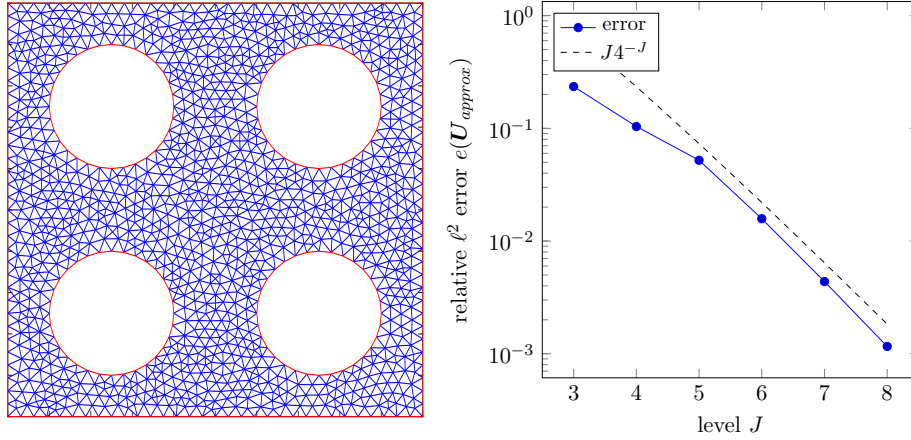 error
J4^{-J}
10^0
10^{-1}
10^{-2}
10^{-3}
relative ℓ^2 error e(U_{approx})
3 4 5 6 7 8
level J